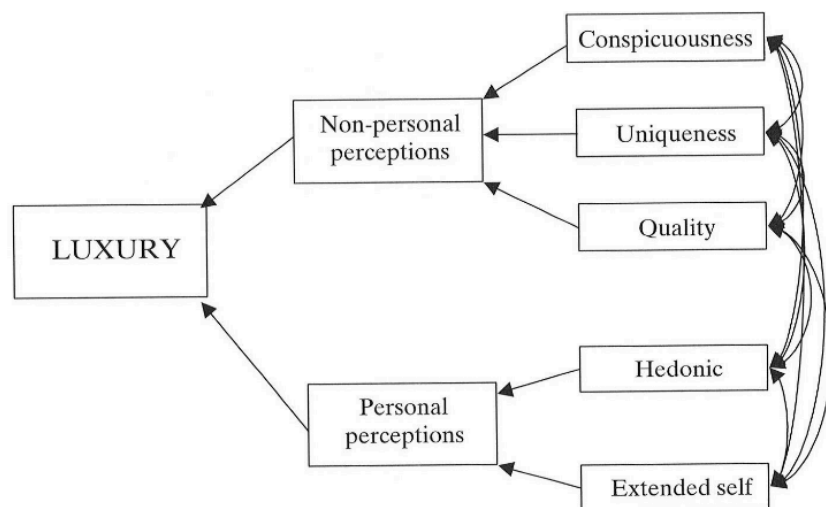 Conspicuousness
Non-personal
perceptions
Uniqueness
Quality
LUXURY
Hedonic
Personal
perceptions
Extended self